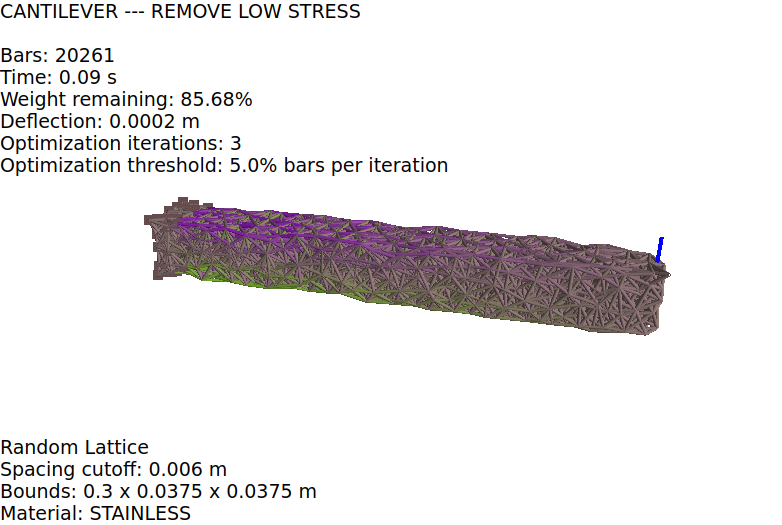 CANTILEVER --- REMOVE LOW STRESS
Bars: 20261
Time: 0.09 s
Weight remaining: 85.68%
Deflection: 0.0002 m
Optimization iterations: 3
Optimization threshold: 5.0% bars per iteration
Random Lattice
Spacing cutoff: 0.006 m
Bounds: 0.3 x 0.0375 x 0.0375 m
Material: STAINLESS